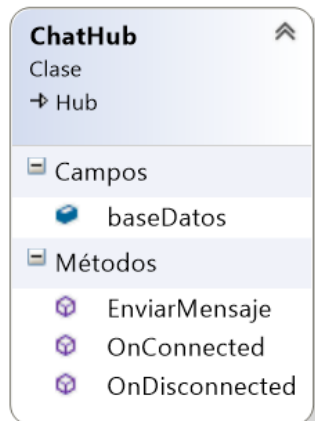 ChatHub
Clase
Hub
Campos
baseDatos
Métodos
EnviarMensaje
OnConnected
OnDisconnected